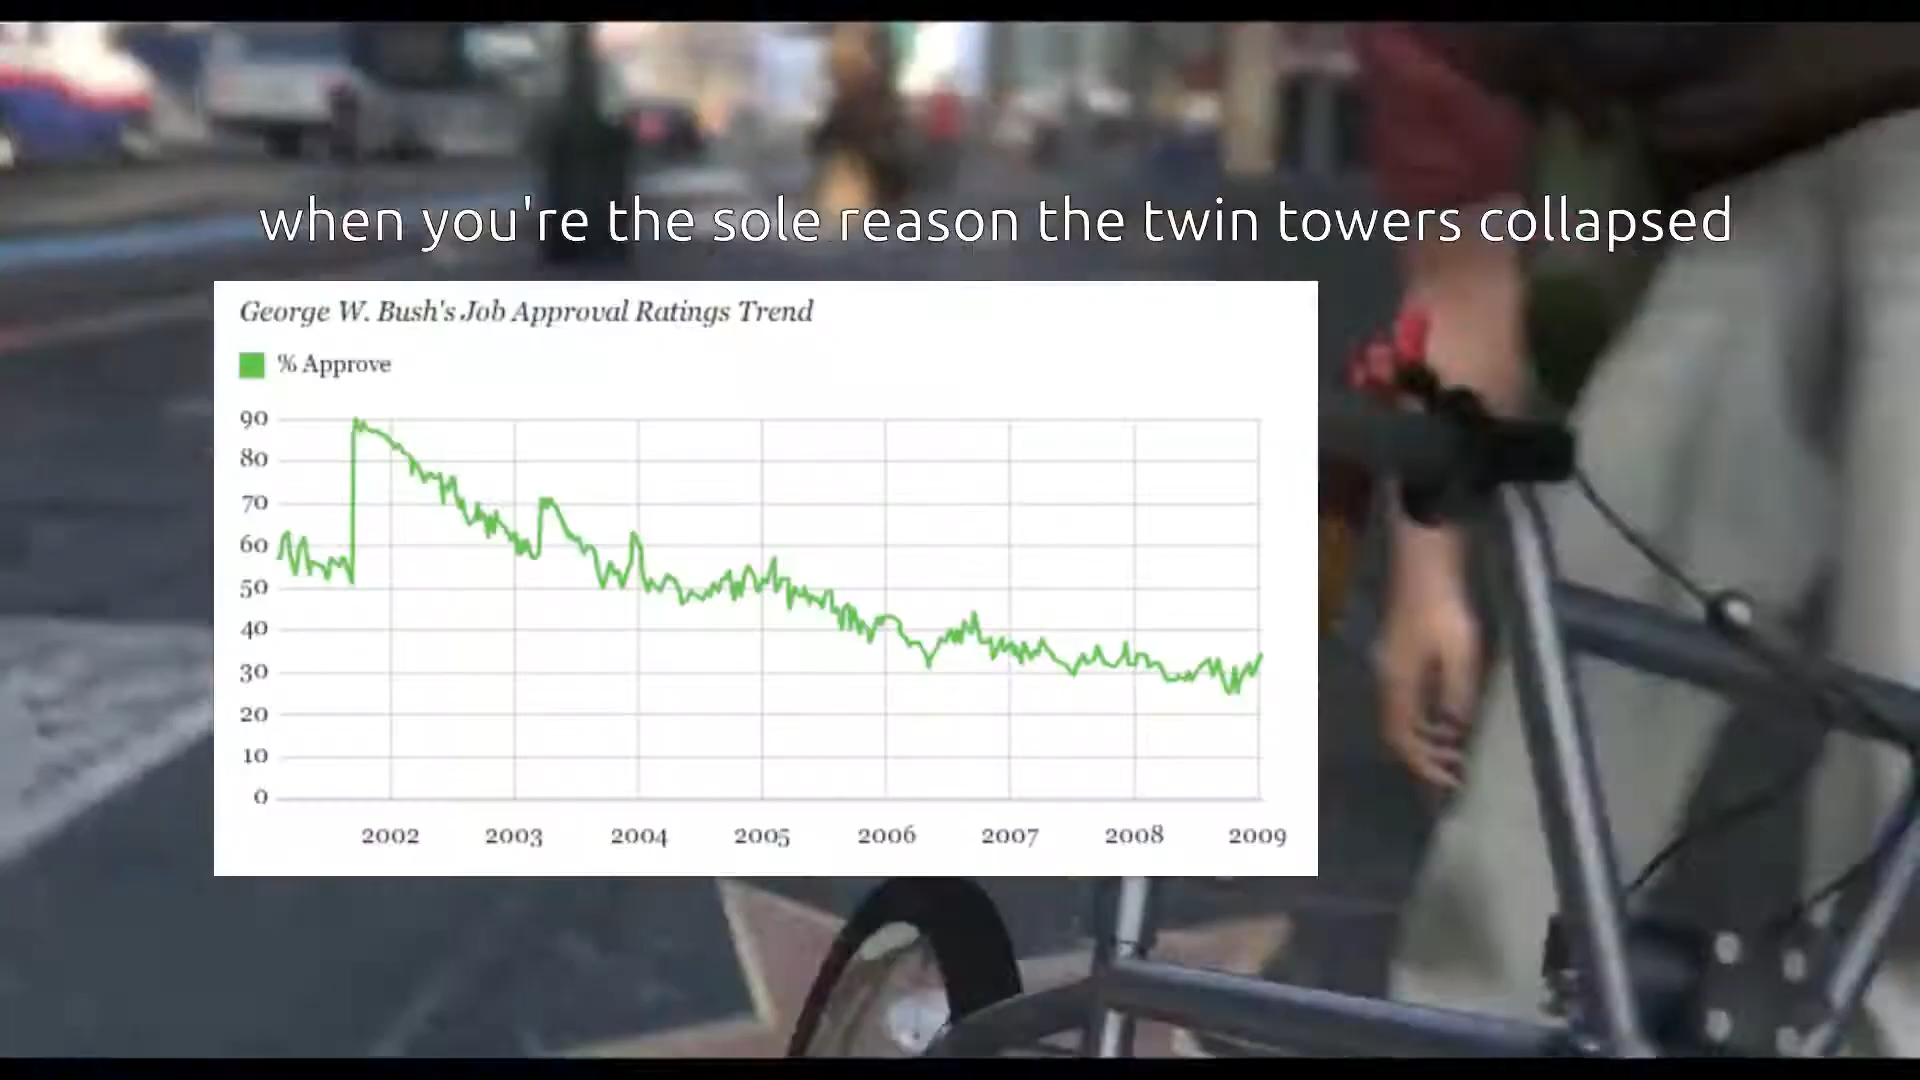 when you're the sole reason the twin towers collapsed
George W. Bush's Job Approval Ratings Trend
% Approve
90
80
70
60
50
40
30
20
10
0
2002 2003 2004 2005 2006 2007 2008 2009